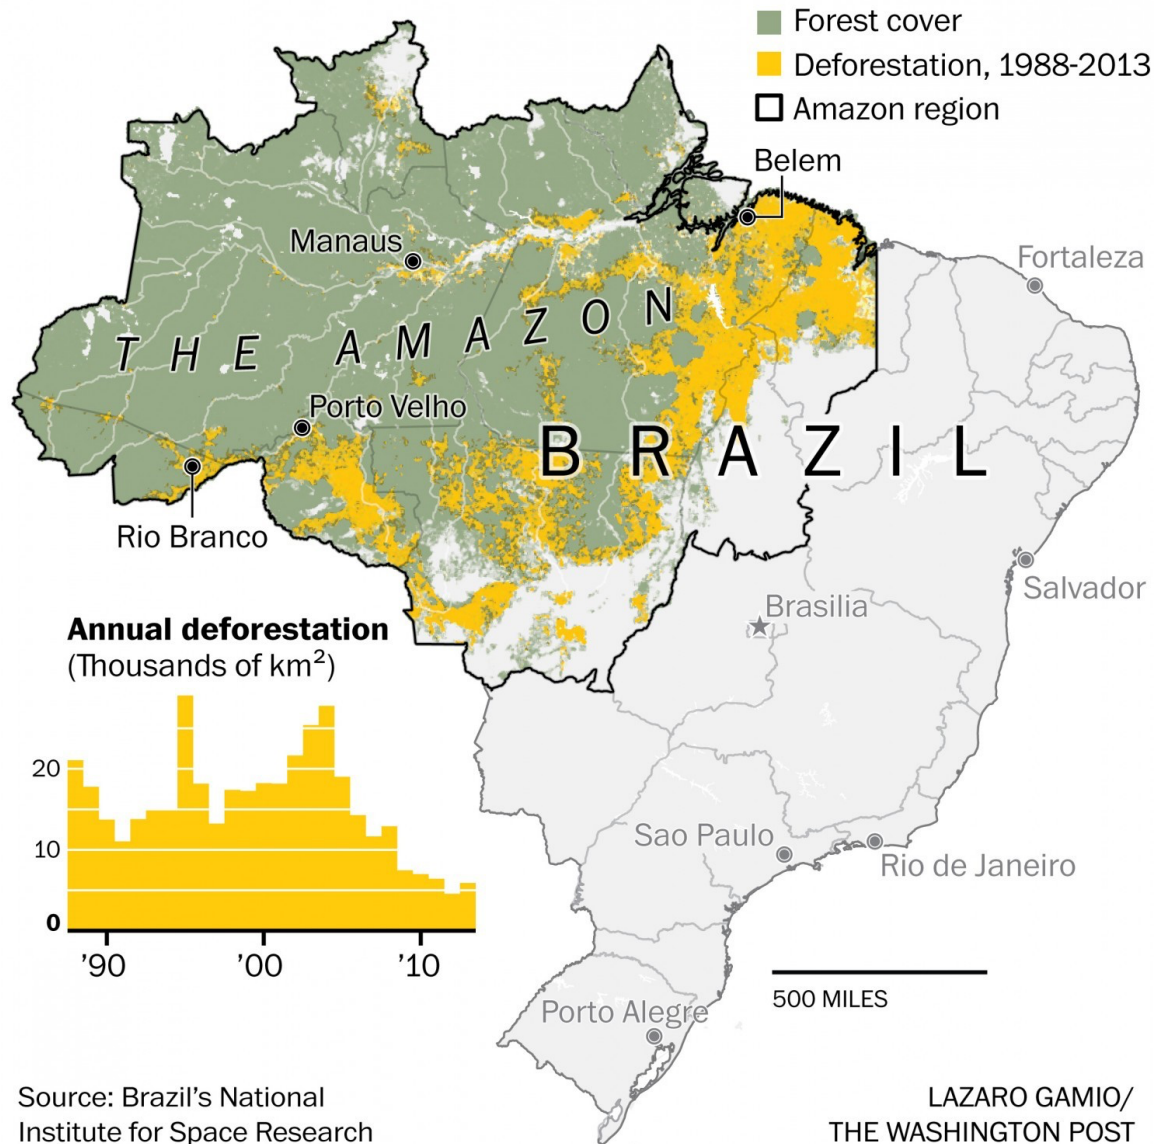 Forest cover
Deforestation, 1988-2013
Amazon region
Belem
Manaus
Fortaleza
THE AMAZON
Porto Velho
BRAZIL
Rio Branco
Salvador
Brasilia
Annual deforestation
(Thousands of km²)
20
10
0
'90
'00
'10
Sao Paulo
Rio de Janeiro
500 MILES
Porto Alegre
Source: Brazil’s National
Institute for Space Research
LAZARO GAMIO/
THE WASHINGTON POST